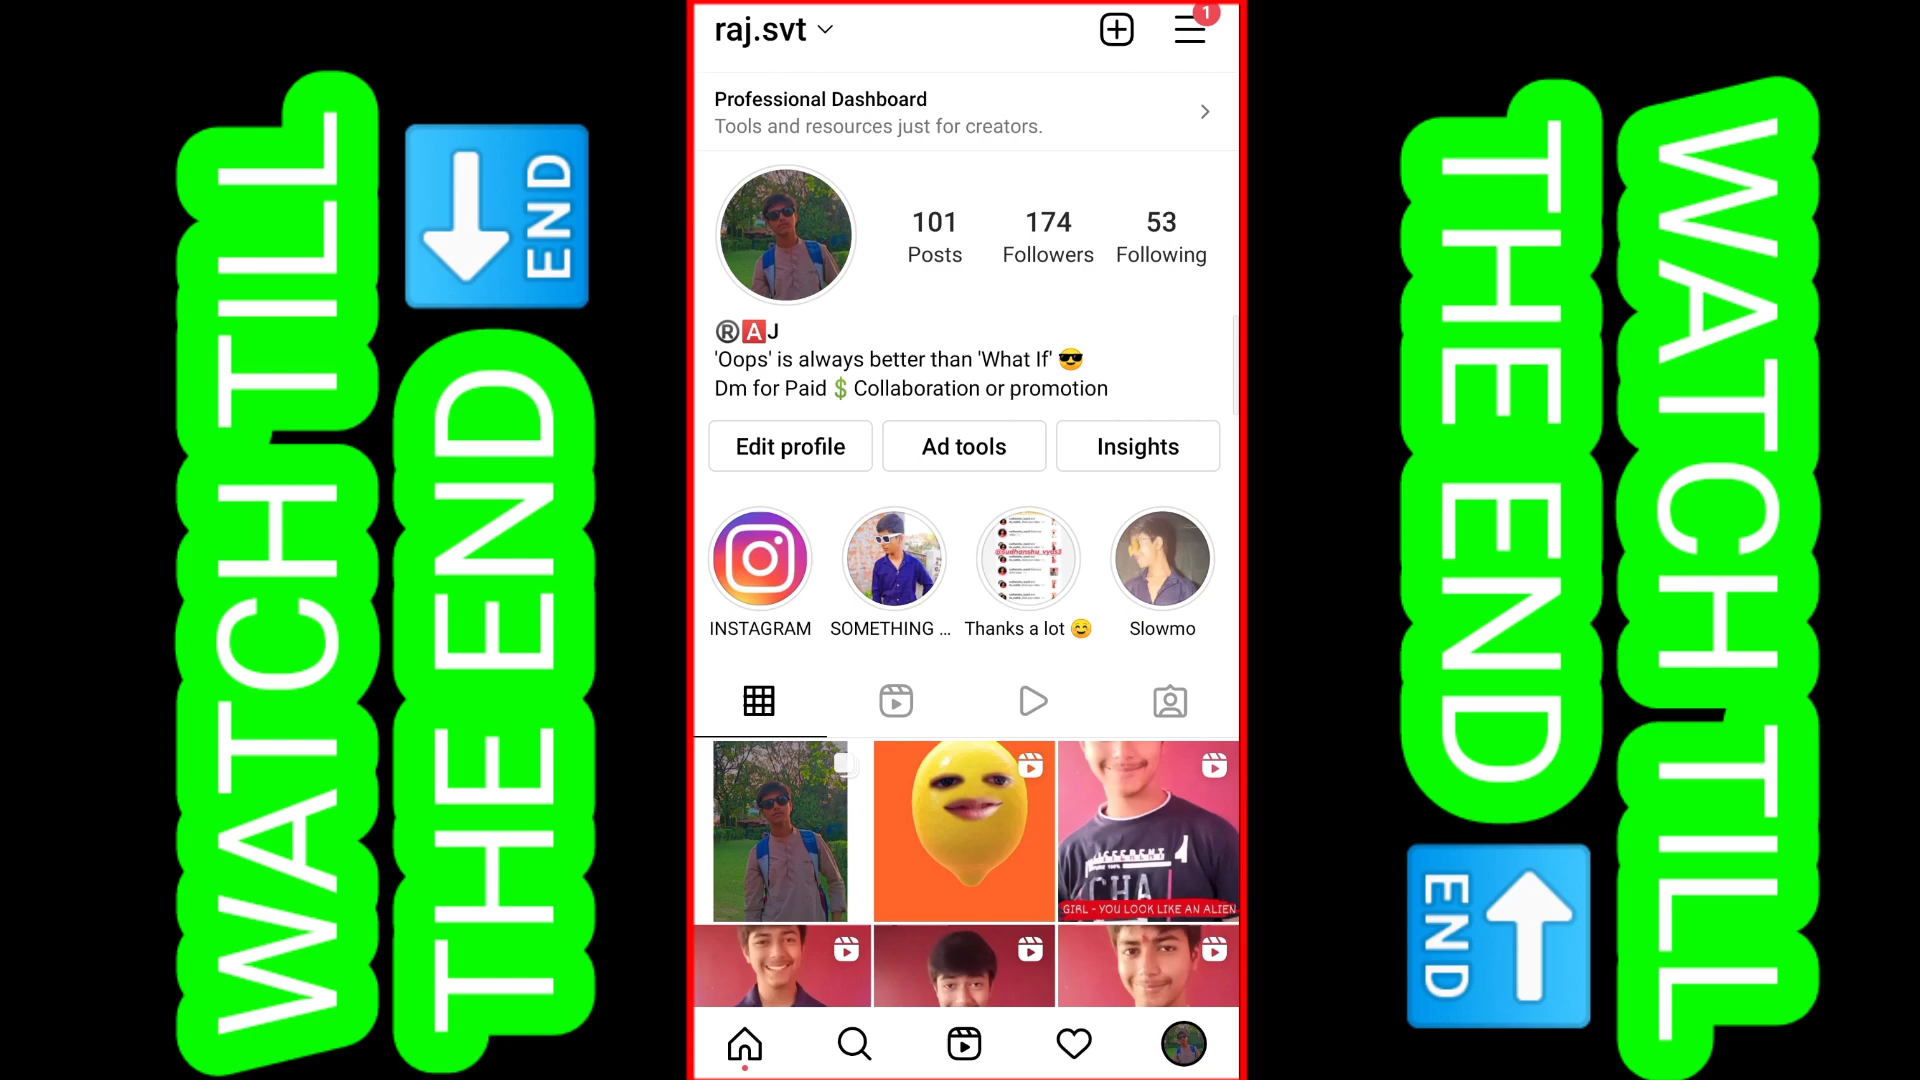 WATCH TILL
THE END
END
raj.svt
1
Professional Dashboard
Tools and resources just for creators.
101
Posts
174
Followers
53
Following
®🅰J
'Oops' is always better than 'What If' 😎
Dm for Paid 💲Collaboration or promotion
Edit profile
Ad tools
Insights
INSTAGRAM
SOMETHING ...
Thanks a lot 😊
Slowmo
GIRL - YOU LOOK LIKE AN ALIEN
WATCH TILL
THE END
END